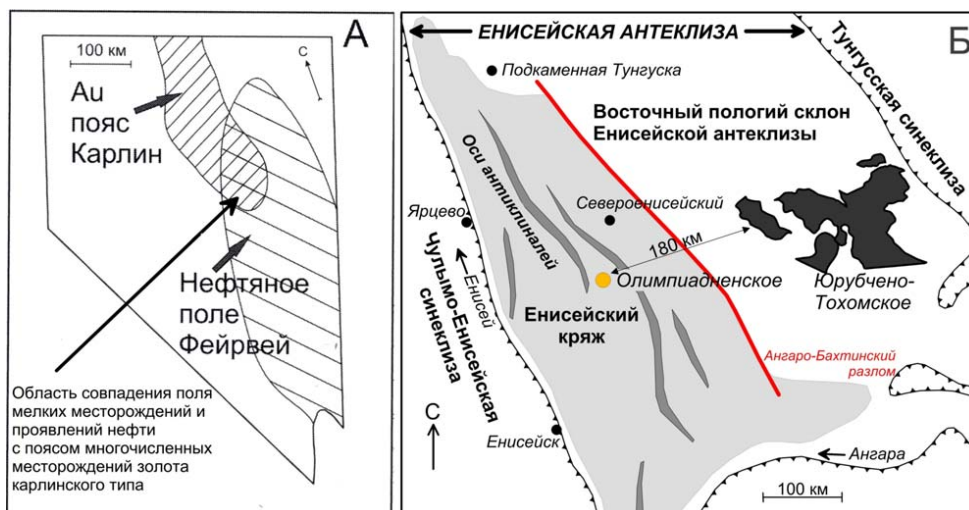 А
100 км
С
Au
пояс
Карлин
Нефтяное
поле
Фейрвей
Область совпадения поля
мелких месторождений и
проявлений нефти
с поясом многочисленных
месторождений золота
карлинского типа
Б
ЕНИСЕЙСКАЯ АНТЕКЛИЗА
Тунгусская синеклиза
Подкаменная Тунгуска
Восточный пологий склон
Енисейской антеклизы
Оси антиклиналей
Североенисейский
Ярцево
180 км
Олимпиадненское
Юрубчено-
Тохомское
Енисей
Чулымо-Енисейская
синеклиза
Енисейский
кряж
Ангаро-Бахтинский
разлом
С
Енисейск
Ангара
100 км